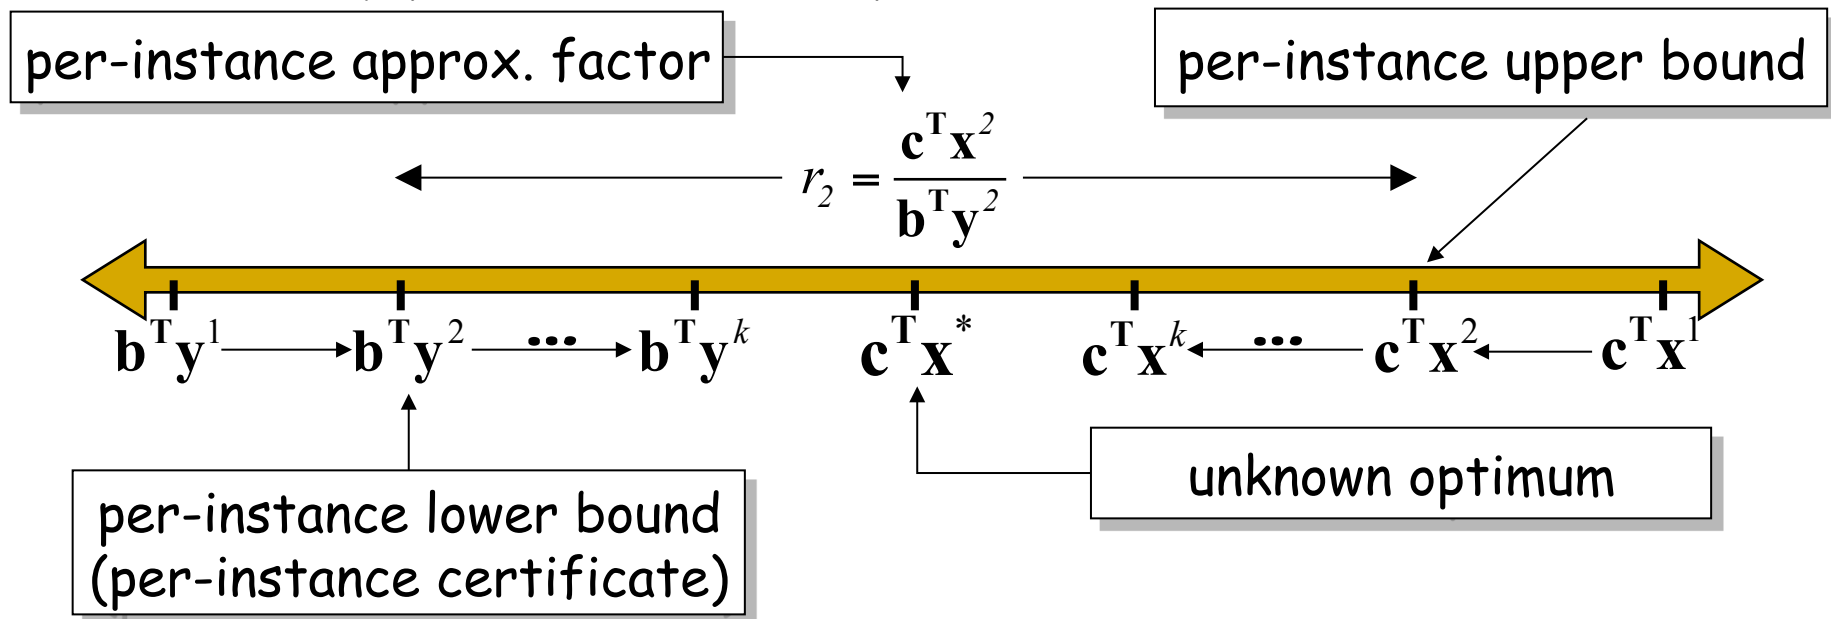 per-instance approx. factor
per-instance upper bound
r₂ = cᵀx² / bᵀy²
bᵀy¹ bᵀy² ... bᵀyᵏ cᵀx* cᵀxᵏ ... cᵀx² cᵀx¹
unknown optimum
per-instance lower bound
(per-instance certificate)